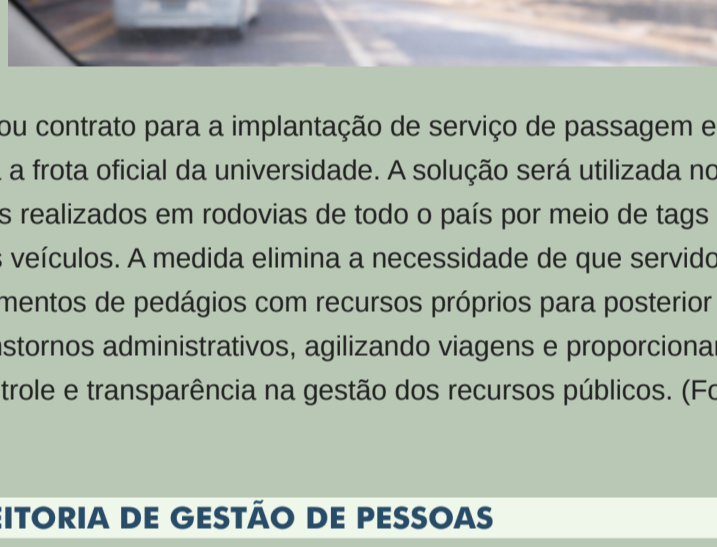 ou contrato para a implantação de serviço de passagem e
a frota oficial da universidade. A solução será utilizada no
s realizados em rodovias de todo o país por meio de tags
s veículos. A medida elimina a necessidade de que servido
mentos de pedágios com recursos próprios para posterior
nstornos administrativos, agilizando viagens e proporciona
trole e transparência na gestão dos recursos públicos. (Fo
EITORIA DE GESTÃO DE PESSOAS